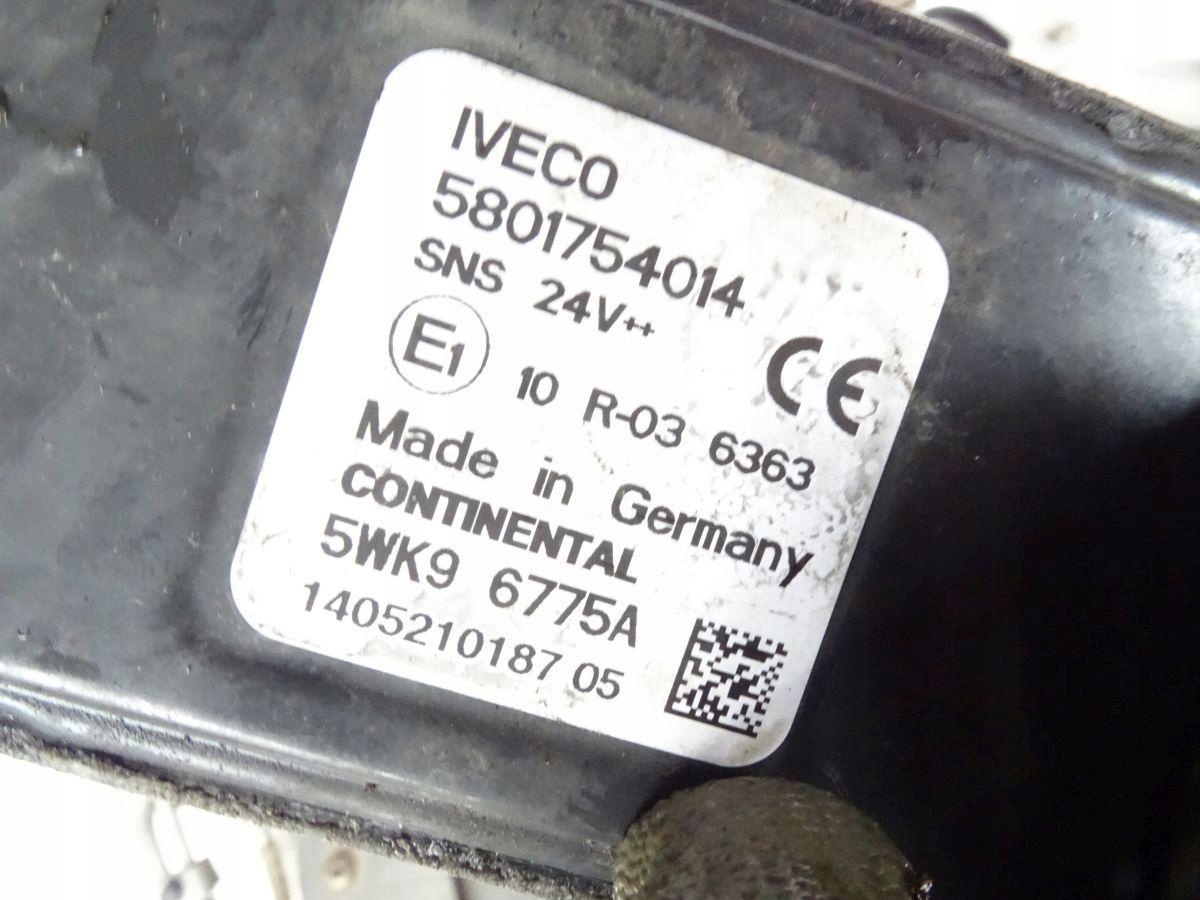 IVECO
5801754014
SNS 24V++
CE
E1 10 R-03 6363
Made in Germany
CONTINENTAL
5WK9 6775A
1405210187 05